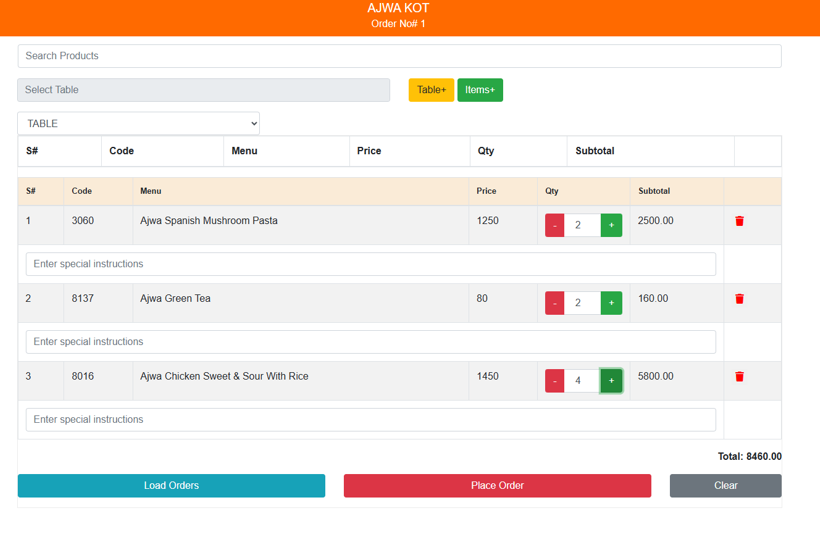 AJWA KOT
Order No# 1
Search Products
Select Table
Table+ Items+
TABLE
S# Code Menu Price Qty Subtotal
S# Code Menu Price Qty Subtotal
1 3060 Ajwa Spanish Mushroom Pasta 1250 - 2 + 2500.00
Enter special instructions
2 8137 Ajwa Green Tea 80 - 2 + 160.00
Enter special instructions
3 8016 Ajwa Chicken Sweet & Sour With Rice 1450 - 4 + 5800.00
Enter special instructions
Total: 8460.00
Load Orders Place Order Clear